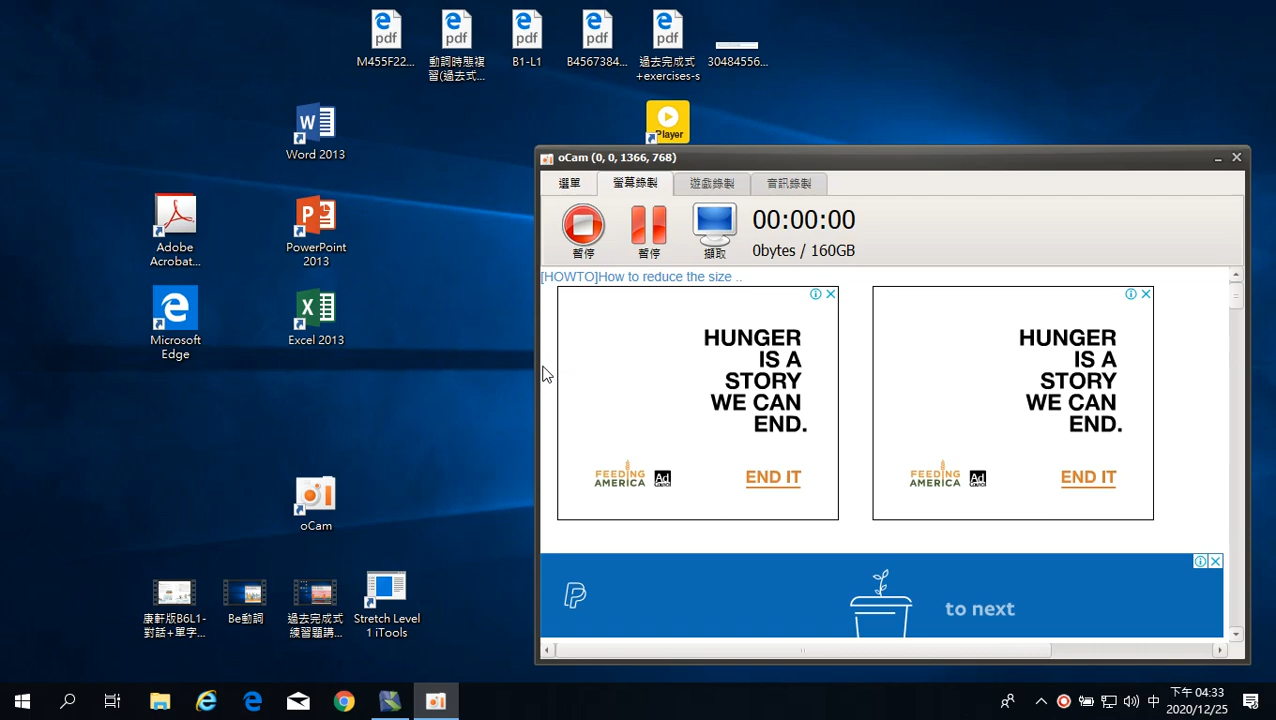 M455F22...
動詞時態複
習(過去式...
B1-L1
B4567384...
過去完成式
+exercises-s
30484556...
Player
Word 2013
Adobe
Acrobat...
PowerPoint
2013
Microsoft
Edge
Excel 2013
oCam
康軒版B6L1-
對話+單字...
Be動詞
過去完成式
練習題講...
Stretch Level
1 iTools
oCam (0, 0, 1366, 768)
選單
螢幕錄製
遊戲錄製
音訊錄製
暫停
暫停
擷取
00:00:00
0bytes / 160GB
[HOWTO]How to reduce the size ..
HUNGER
IS A
STORY
WE CAN
END.
FEEDING
AMERICA
Ad
END IT
HUNGER
IS A
STORY
WE CAN
END.
FEEDING
AMERICA
Ad
END IT
to next
中
下午 04:33
2020/12/25